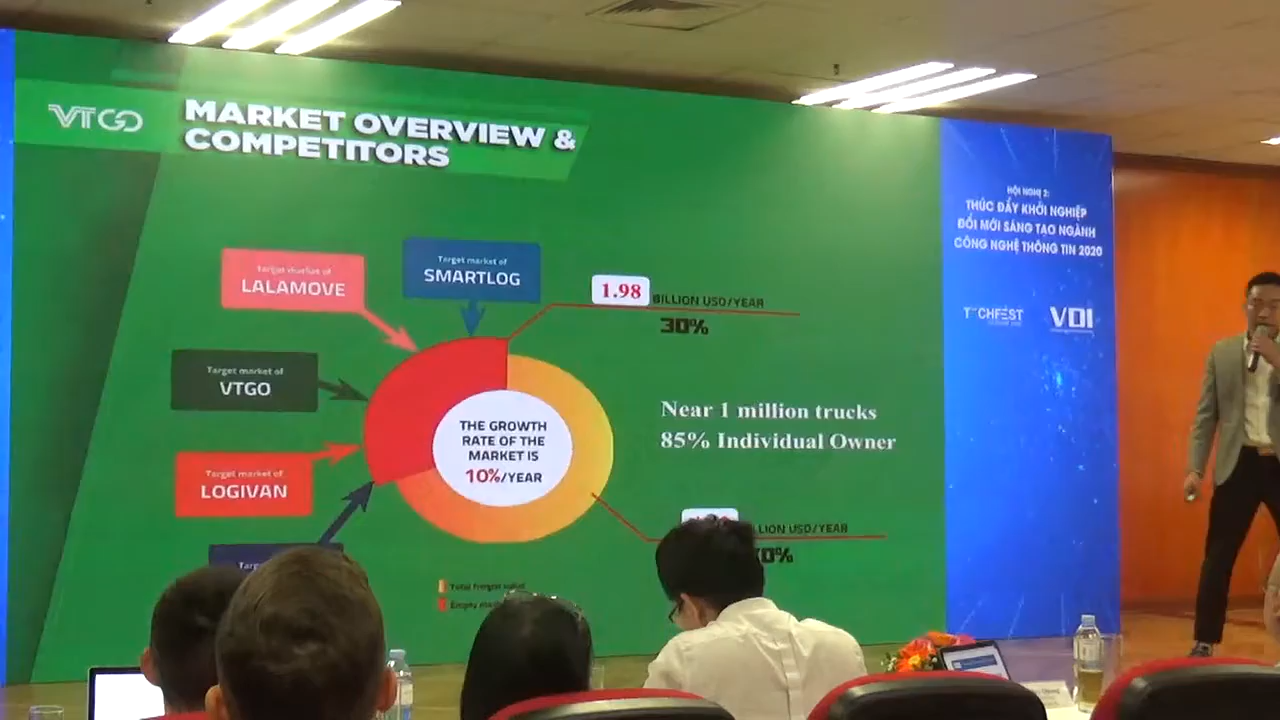 VTGO
MARKET OVERVIEW &
COMPETITORS
Target market of
SMARTLOG
Target market of
LALAMOVE
Target market of
VTGO
Target market of
LOGIVAN
1.98 BILLION USD/YEAR
30%
THE GROWTH
RATE OF THE
MARKET IS
10%/YEAR
Near 1 million trucks
85% Individual Owner
USD/YEAR
Total freight
HỘI NGHỊ 2:
THÚC ĐẨY KHỞI NGHIỆP
ĐỔI MỚI SÁNG TẠO NGÀNH
CÔNG NGHỆ THÔNG TIN 2020
TECHFEST
VDI